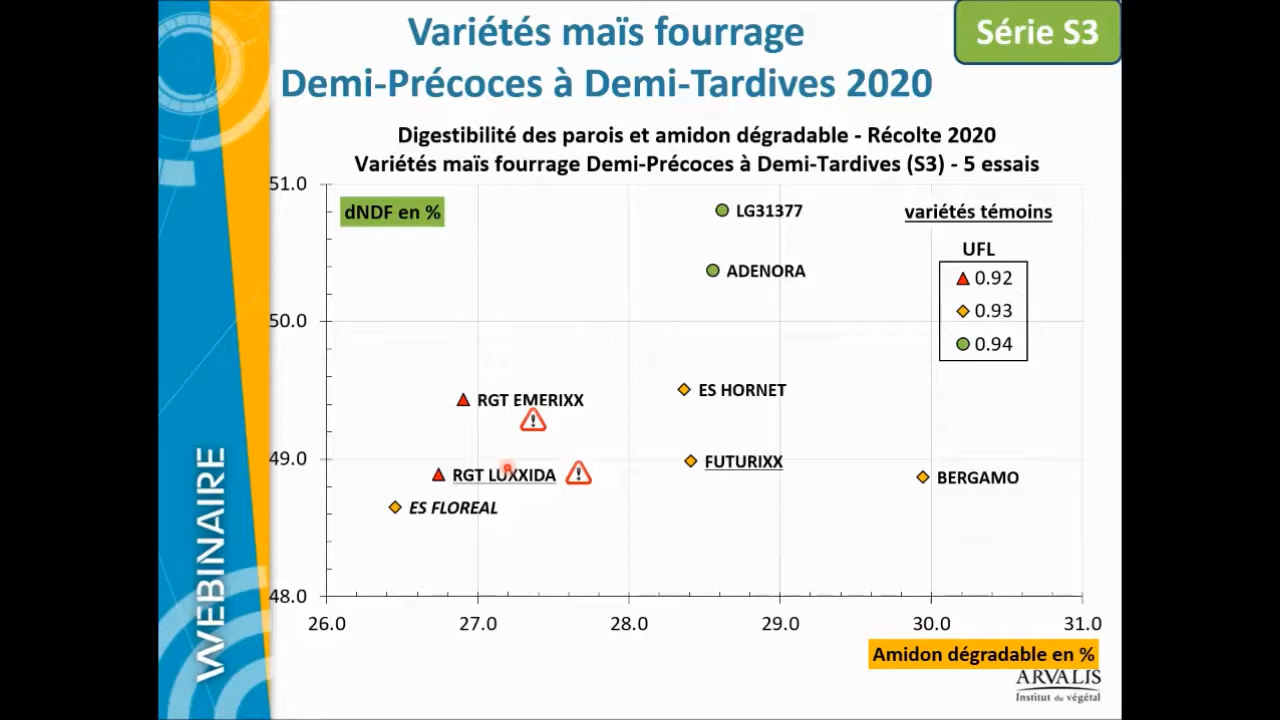 Variétés maïs fourrage
Demi-Précoces à Demi-Tardives 2020
Série S3
Digestibilité des parois et amidon dégradable - Récolte 2020
Variétés maïs fourrage Demi-Précoces à Demi-Tardives (S3) - 5 essais
51.0
dNDF en %
LG31377
variétés témoins
UFL
ADENORA
0.92
0.93
50.0
0.94
ES HORNET
RGT EMERIXX
!
49.0
FUTURIXX
RGT LUXXIDA
!
BERGAMO
ES FLOREAL
48.0
26.0 27.0 28.0 29.0 30.0 31.0
Amidon dégradable en %
WEBINAIRE
ARVALIS
Institut du végétal